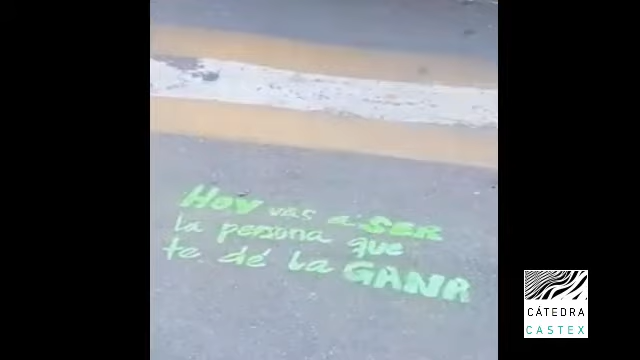 Hoy vas a SER
la persona que
te dé la GANA
CÁTEDRA
CASTEX